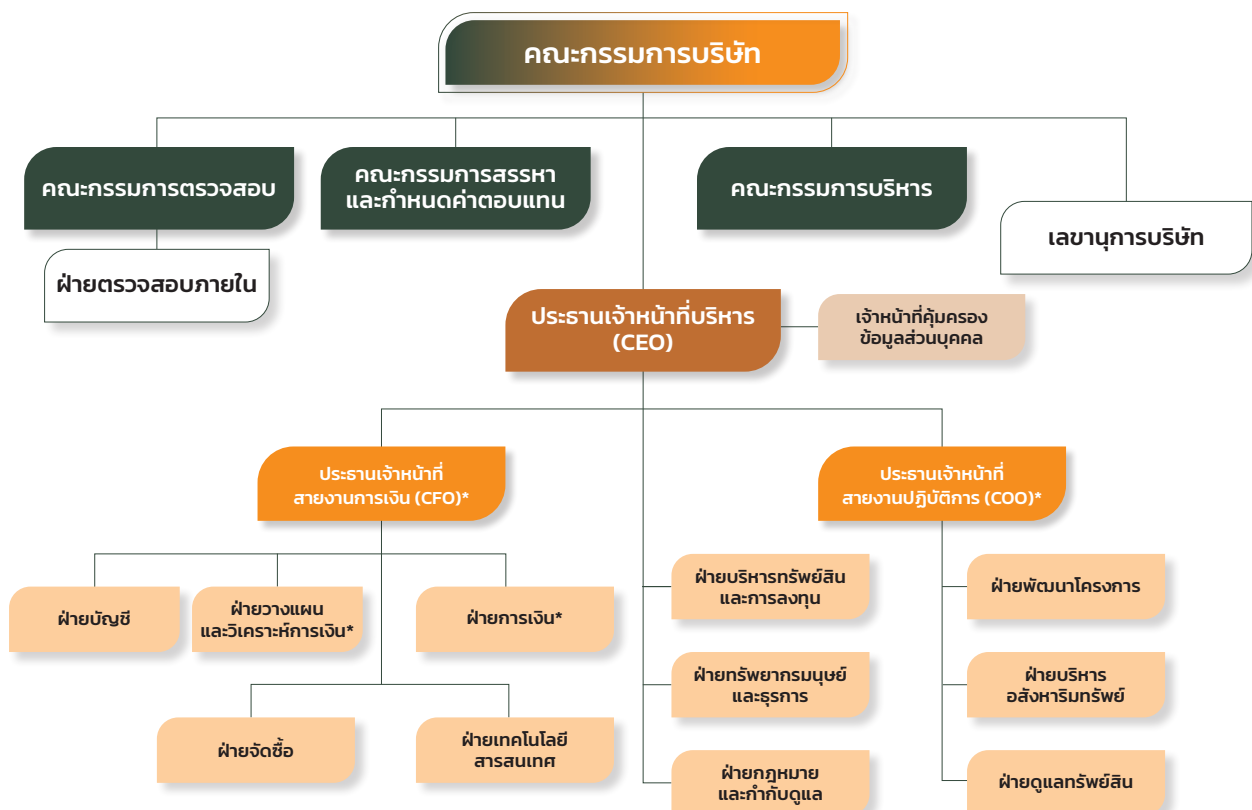 คณะกรรมการบริษัท
คณะกรรมการตรวจสอบ
คณะกรรมการสรรหา
และกำหนดค่าตอบแทน
คณะกรรมการบริหาร
เลขานุการบริษัท
ฝ่ายตรวจสอบภายใน
ประธานเจ้าหน้าที่บริหาร
(CEO)
เจ้าหน้าที่คุ้มครอง
ข้อมูลส่วนบุคคล
ประธานเจ้าหน้าที่
สายงานการเงิน (CFO)*
ประธานเจ้าหน้าที่
สายงานปฏิบัติการ (COO)*
ฝ่ายบัญชี
ฝ่ายวางแผน
และวิเคราะห์การเงิน*
ฝ่ายการเงิน*
ฝ่ายบริหารทรัพย์สิน
และการลงทุน
ฝ่ายพัฒนาโครงการ
ฝ่ายจัดซื้อ
ฝ่ายเทคโนโลยี
สารสนเทศ
ฝ่ายทรัพยากรมนุษย์
และธุรการ
ฝ่ายบริหาร
อสังหาริมทรัพย์
ฝ่ายกฎหมาย
และกำกับดูแล
ฝ่ายดูแลทรัพย์สิน